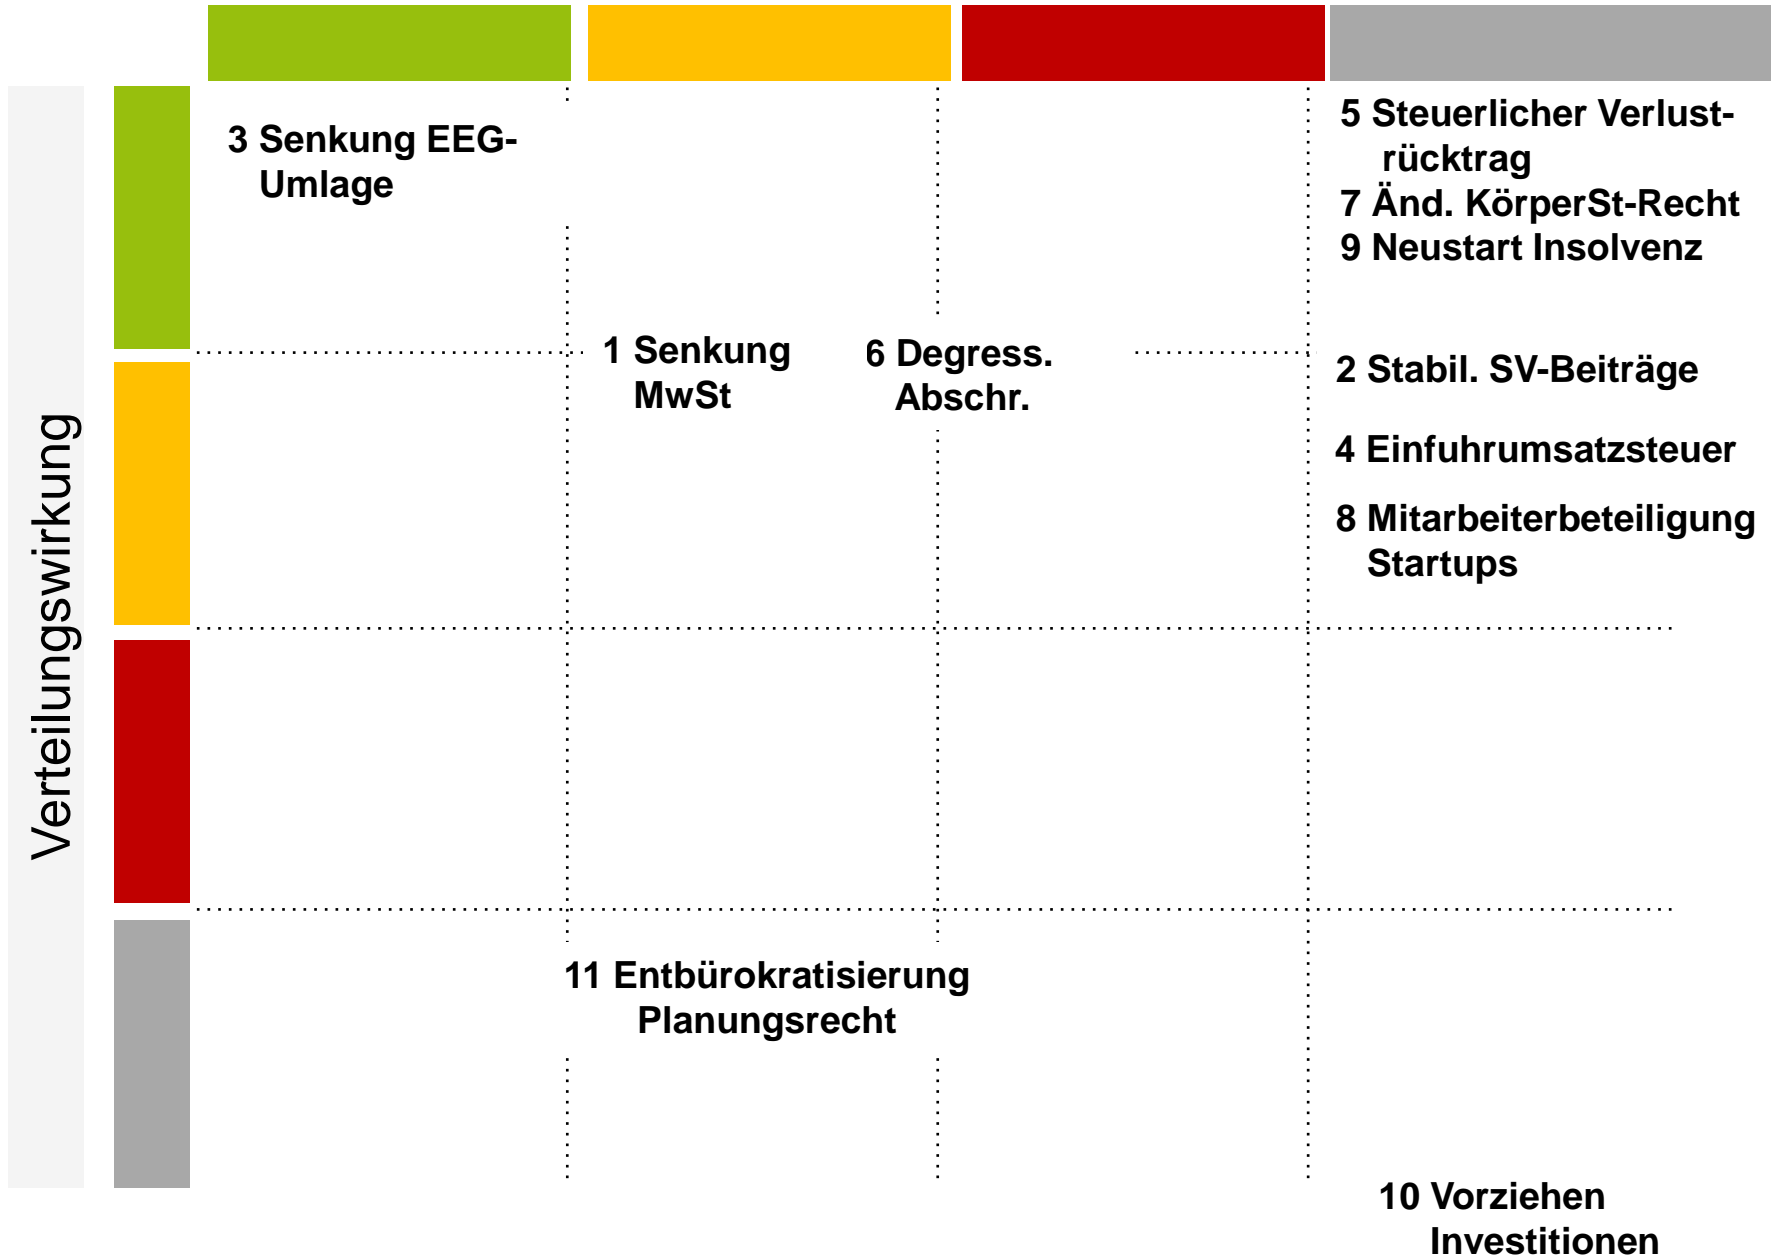 Verteilungswirkung
3 Senkung EEG-
Umlage
5 Steuerlicher Verlust-
rücktrag
7 Änd. KörperSt-Recht
9 Neustart Insolvenz
1 Senkung
MwSt
6 Degress.
Abschr.
2 Stabil. SV-Beiträge
4 Einfuhrumsatzsteuer
8 Mitarbeiterbeteiligung
Startups
11 Entbürokratisierung
Planungsrecht
10 Vorziehen
Investitionen